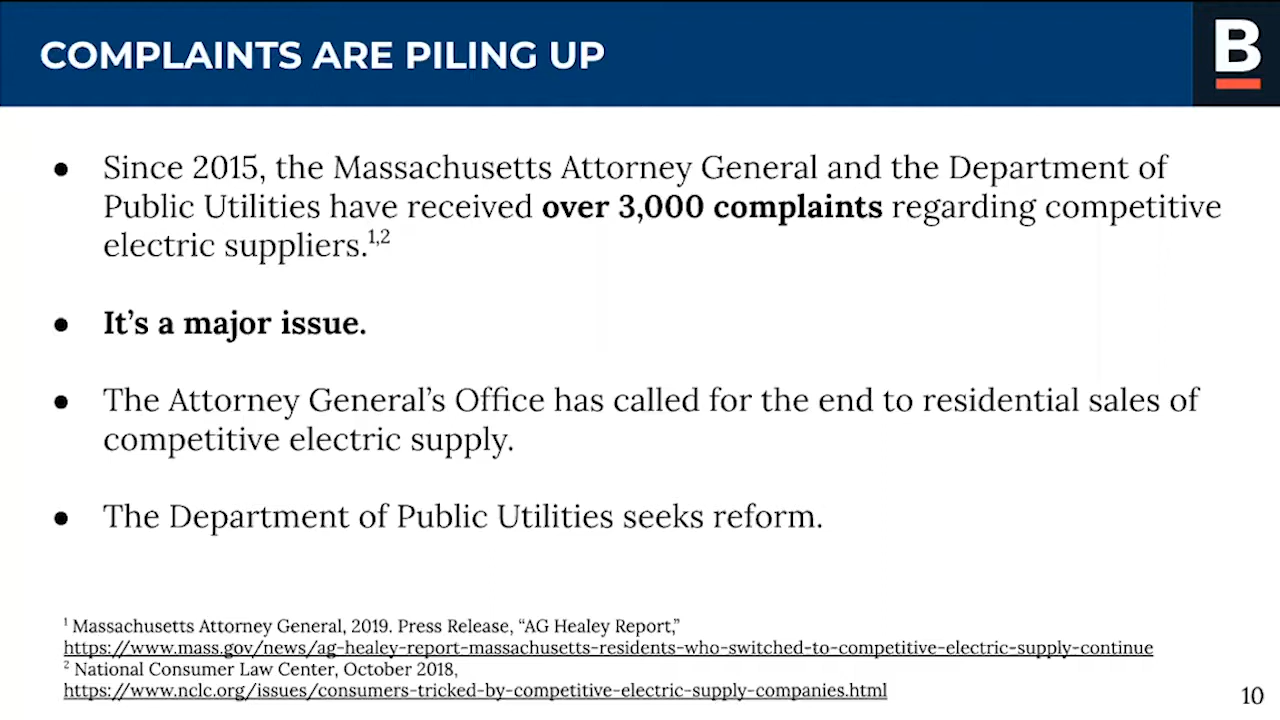 COMPLAINTS ARE PILING UP
B
● Since 2015, the Massachusetts Attorney General and the Department of
Public Utilities have received over 3,000 complaints regarding competitive
electric suppliers.1,2
● It’s a major issue.
● The Attorney General’s Office has called for the end to residential sales of
competitive electric supply.
● The Department of Public Utilities seeks reform.
1 Massachusetts Attorney General, 2019. Press Release, “AG Healey Report,”
https://www.mass.gov/news/ag-healey-report-massachusetts-residents-who-switched-to-competitive-electric-supply-continue
2 National Consumer Law Center, October 2018,
https://www.nclc.org/issues/consumers-tricked-by-competitive-electric-supply-companies.html
10